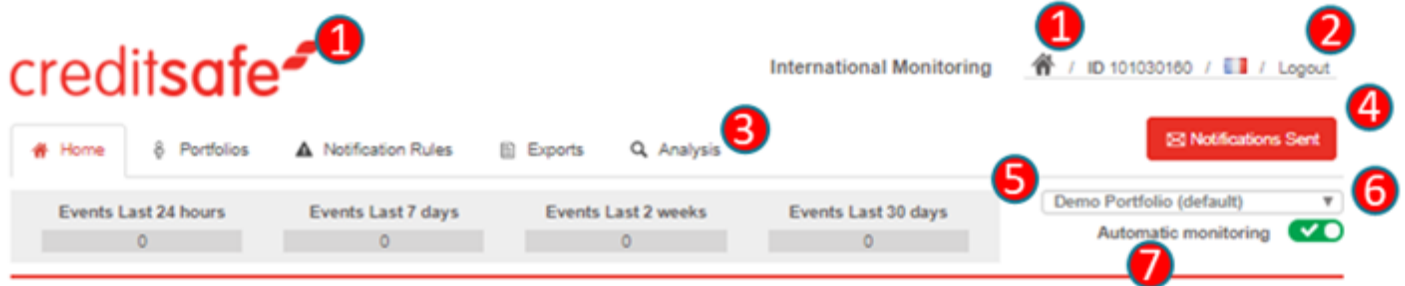 creditsafe 1
International Monitoring 1 / ID 101030160 / / Logout 2
Home Portfolios Notification Rules Exports Analysis 3
Notifications Sent 4
Events Last 24 hours Events Last 7 days Events Last 2 weeks Events Last 30 days 5
0 0 0 0
Demo Portfolio (default) 6
Automatic monitoring 7